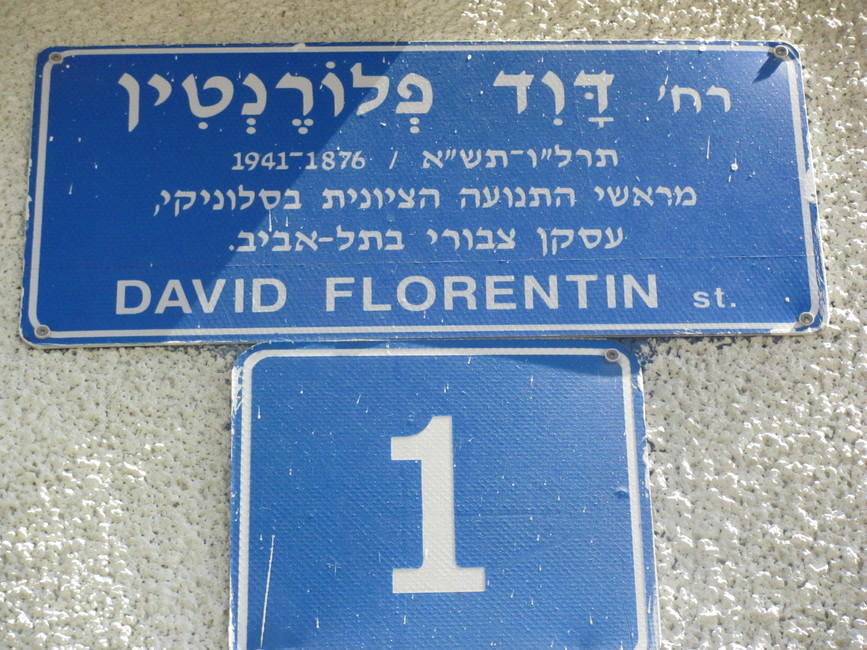 רח' דָּוִד פְלוֹרֶנְטִין
תרל"ו-תש"א / 1876-1941
מראשי התנועה הציונית בסלוניקי,
עסקן צבורי בתל-אביב.
DAVID FLORENTIN st.
1